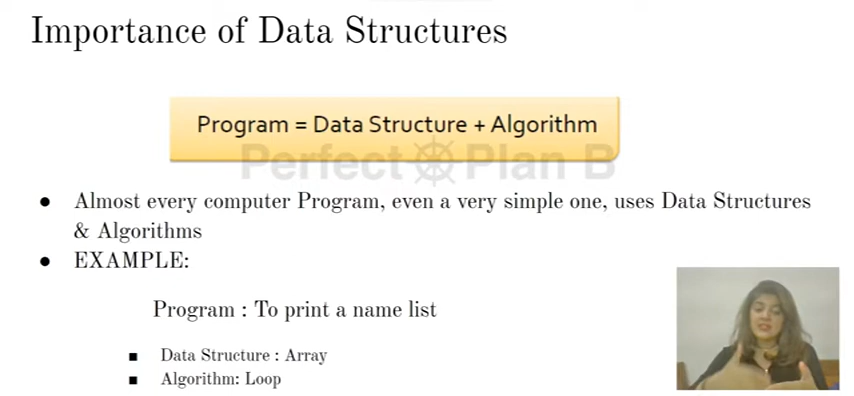 Importance of Data Structures
Program = Data Structure + Algorithm
Perfect Plan B
● Almost every computer Program, even a very simple one, uses Data Structures
& Algorithms
● EXAMPLE:
Program : To print a name list
■ Data Structure : Array
■ Algorithm: Loop